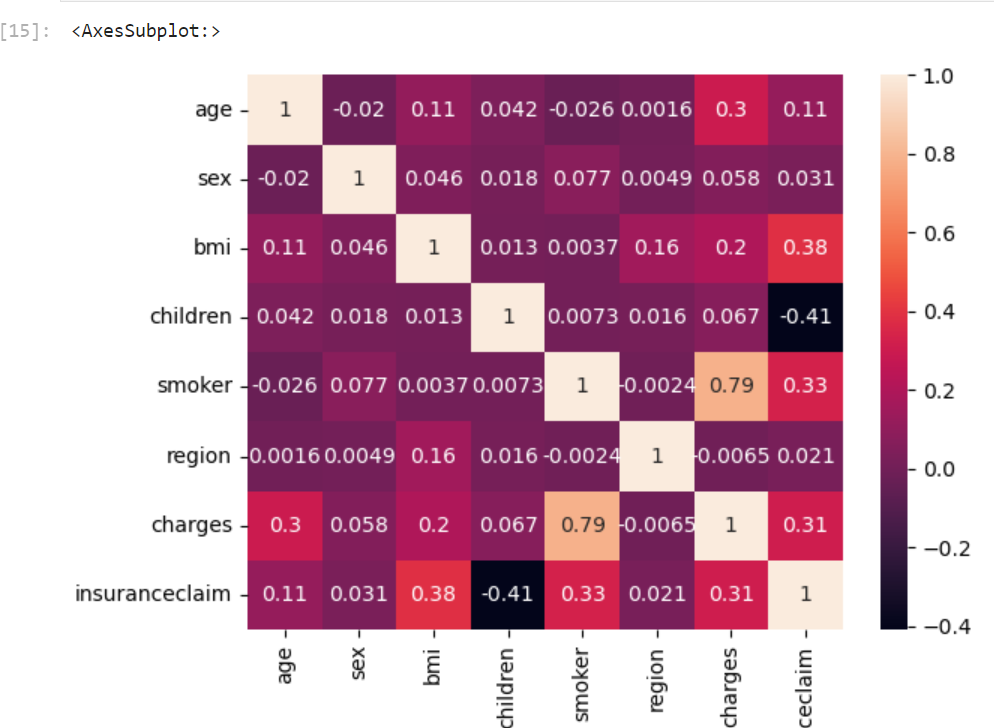 [15]: <AxesSubplot:>
age 1 -0.02 0.11 0.042 -0.026 0.0016 0.3 0.11
sex -0.02 1 0.046 0.018 0.077 0.0049 0.058 0.031
bmi 0.11 0.046 1 0.013 0.0037 0.16 0.2 0.38
children 0.042 0.018 0.013 1 0.0073 0.016 0.067 -0.41
smoker -0.026 0.077 0.0037 0.0073 1 -0.0024 0.79 0.33
region 0.0016 0.0049 0.16 0.016 -0.0024 1 -0.0065 0.021
charges 0.3 0.058 0.2 0.067 0.79 -0.0065 1 0.31
insuranceclaim 0.11 0.031 0.38 -0.41 0.33 0.021 0.31 1
age sex bmi children smoker region charges ceclaim
1.0
0.8
0.6
0.4
0.2
0.0
−0.2
−0.4